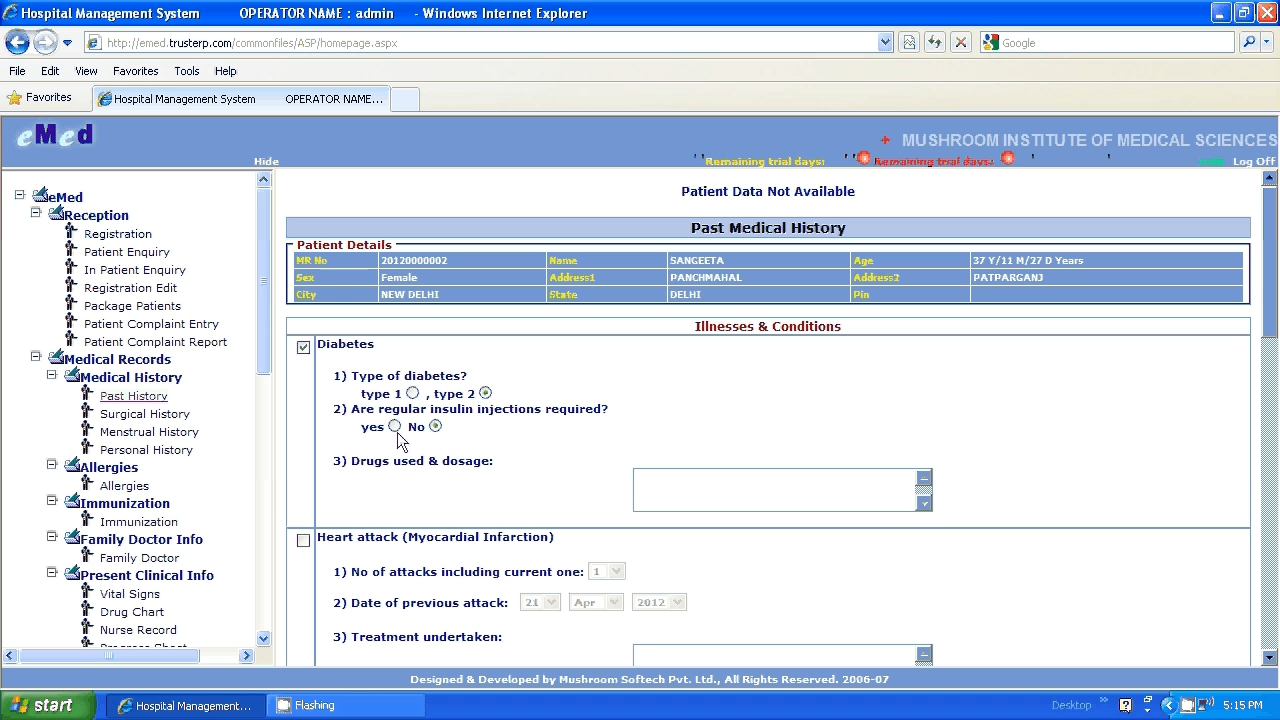 Hospital Management System OPERATOR NAME : admin - Windows Internet Explorer
http://emed.trusterp.com/commonfiles/ASP/homepage.aspx
Google
File Edit View Favorites Tools Help
Favorites
Hospital Management System OPERATOR NAME...
eMed
MUSHROOM INSTITUTE OF MEDICAL SCIENCES
Hide
Remaining trial days:
Remaining trial days:
Log Off
eMed
Reception
Registration
Patient Enquiry
In Patient Enquiry
Registration Edit
Package Patients
Patient Complaint Entry
Patient Complaint Report
Medical Records
Medical History
Past History
Surgical History
Menstrual History
Personal History
Allergies
Allergies
Immunization
Immunization
Family Doctor Info
Family Doctor
Present Clinical Info
Vital Signs
Drug Chart
Nurse Record
Patient Data Not Available
Past Medical History
Patient Details
MR No 20120000002 Name SANGEETA Age 37 Y/11 M/27 D Years
Sex Female Address1 PANCHMAHAL Address2 PATPARGANJ
City NEW DELHI State DELHI Pin
Illnesses & Conditions
Diabetes
1) Type of diabetes?
type 1 , type 2
2) Are regular insulin injections required?
yes No
3) Drugs used & dosage:
Heart attack (Myocardial Infarction)
1) No of attacks including current one: 1
2) Date of previous attack: 21 Apr 2012
3) Treatment undertaken:
Designed & Developed by Mushroom Softech Pvt. Ltd., All Rights Reserved. 2006-07
start Hospital Management... Flashing Desktop » 5:15 PM